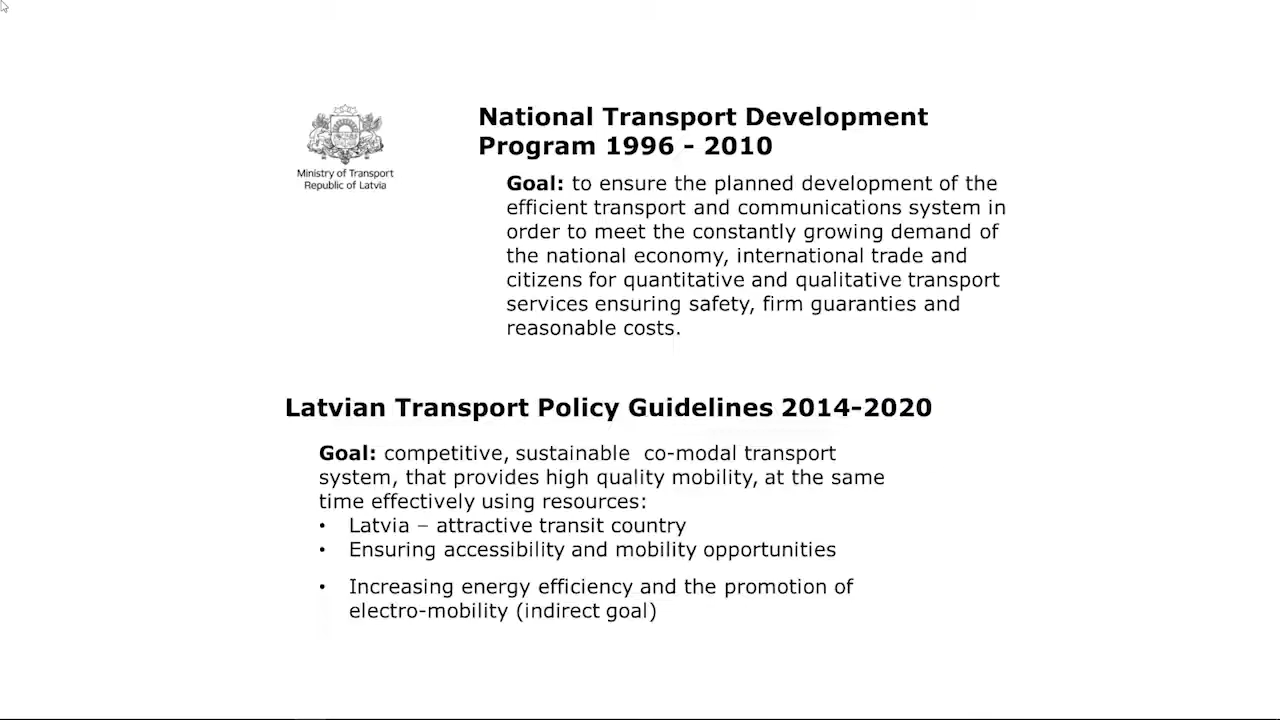 National Transport Development
Program 1996 - 2010
Ministry of Transport
Republic of Latvia
Goal: to ensure the planned development of the
efficient transport and communications system in
order to meet the constantly growing demand of
the national economy, international trade and
citizens for quantitative and qualitative transport
services ensuring safety, firm guaranties and
reasonable costs.
Latvian Transport Policy Guidelines 2014-2020
Goal: competitive, sustainable co-modal transport
system, that provides high quality mobility, at the same
time effectively using resources:
• Latvia – attractive transit country
• Ensuring accessibility and mobility opportunities
• Increasing energy efficiency and the promotion of
electro-mobility (indirect goal)